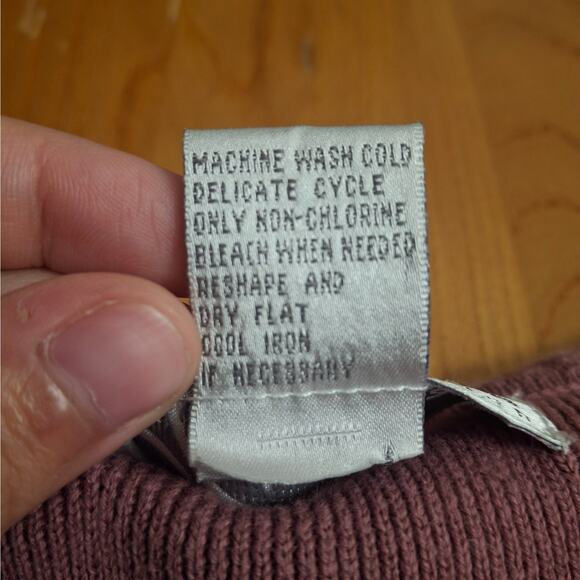 MACHINE WASH COLD
DELICATE CYCLE
ONLY NON-CHLORINE
BLEACH WHEN NEEDED
RESHAPE AND
DRY FLAT
COOL IRON
IF NECESSARY